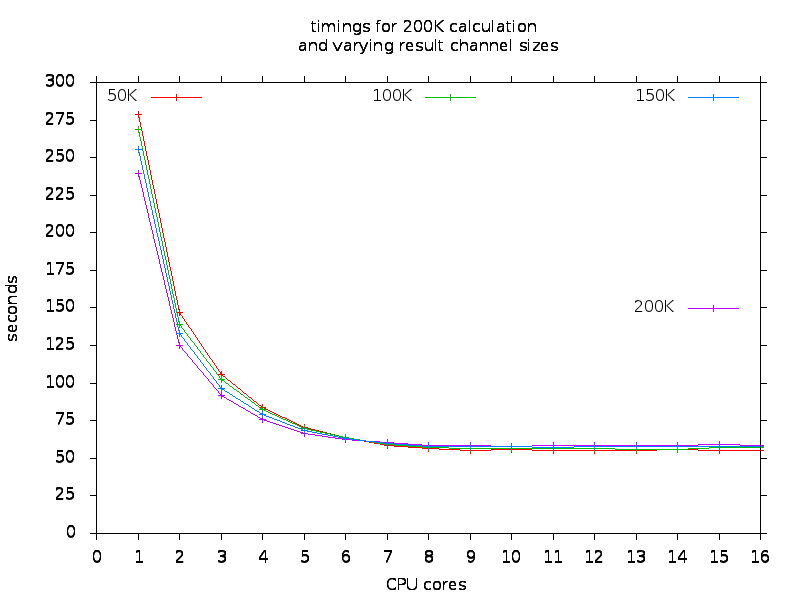 timings for 200K calculation
and varying result channel sizes
300
50K
100K
150K
275
250
225
200
175
150
200K
125
100
75
50
25
0
seconds
0 1 2 3 4 5 6 7 8 9 10 11 12 13 14 15 16
CPU cores